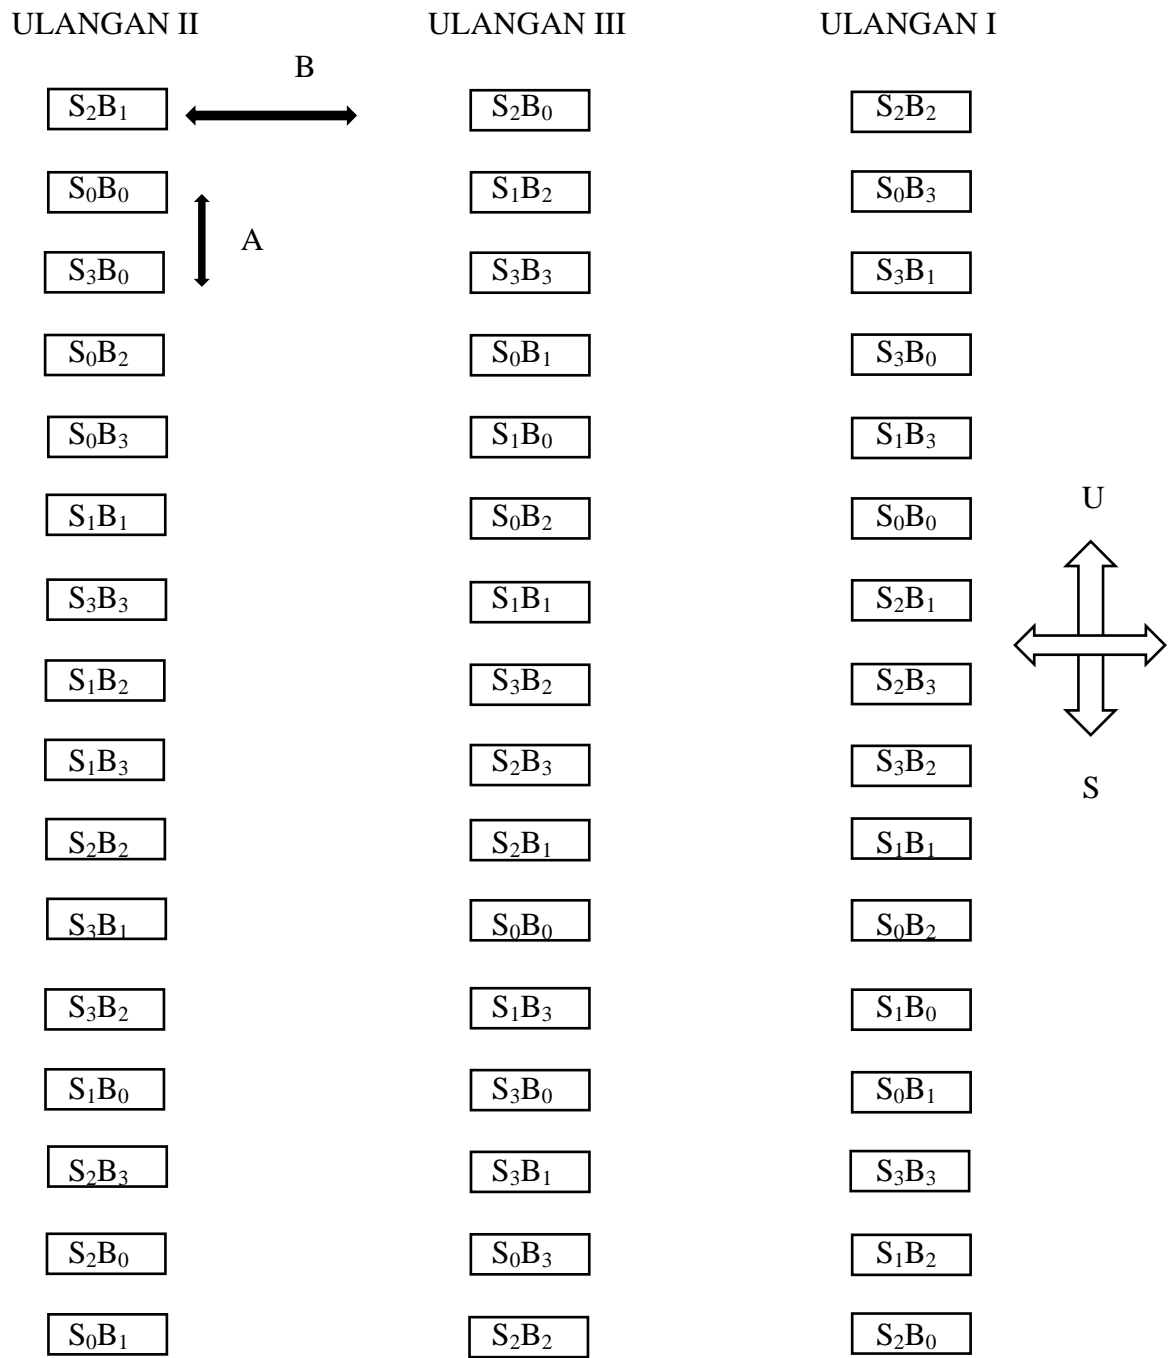 ULANGAN II ULANGAN III ULANGAN I
B
S₂B₁ S₂B₀ S₂B₂
S₀B₀ S₁B₂ S₀B₃
A
S₃B₀ S₃B₃ S₃B₁
S₀B₂ S₀B₁ S₃B₀
S₀B₃ S₁B₀ S₁B₃
U
S₁B₁ S₀B₂ S₀B₀
S₃B₃ S₁B₁ S₂B₁
S₁B₂ S₃B₂ S₂B₃
S₁B₃ S₂B₃ S₃B₂
S
S₂B₂ S₂B₁ S₁B₁
S₃B₁ S₀B₀ S₀B₂
S₃B₂ S₁B₃ S₁B₀
S₁B₀ S₃B₀ S₀B₁
S₂B₃ S₃B₁ S₃B₃
S₂B₀ S₀B₃ S₁B₂
S₀B₁ S₂B₂ S₂B₀